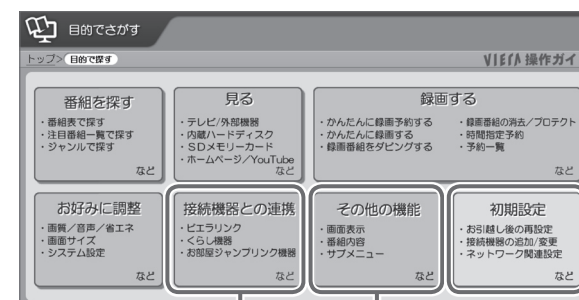 目的でさがす
トップ>目的で探す
VIErA 操作ガイ
番組を探す
・番組表で探す
・注目番組一覧で探す
・ジャンルで探す
など
見る
・テレビ/外部機器
・内蔵ハードディスク
・SDメモリーカード
・ホームページ/YouTube
など
録画する
・かんたんに録画予約する
・かんたんに録画する
・録画番組をダビングする
・録画番組の消去/プロテクト
・時間指定予約
・予約一覧
など
お好みに調整
・画質/音声/省エネ
・画面サイズ
・システム設定
など
接続機器との連携
・ビエラリンク
・くらし機器
・お部屋ジャンプリンク機器
など
その他の機能
・画面表示
・番組内容
・サブメニュー
など
初期設定
・お引越し後の再設定
・接続機器の追加/変更
・ネットワーク関連設定
など